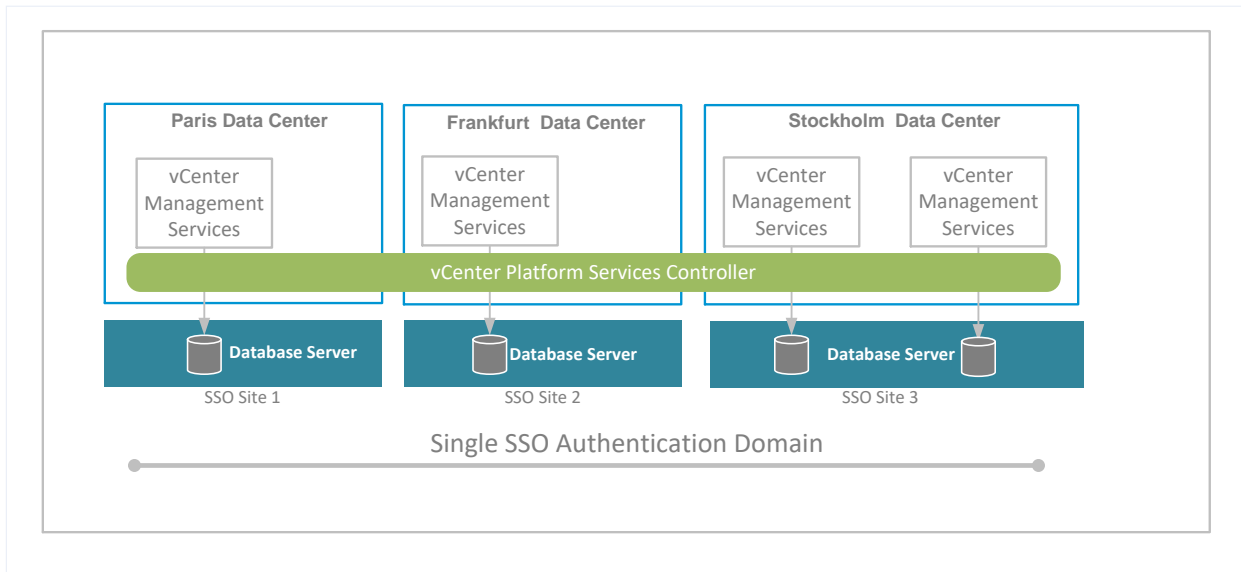 Paris Data Center
Frankfurt Data Center
Stockholm Data Center
vCenter
Management
Services
vCenter
Management
Services
vCenter
Management
Services
vCenter
Management
Services
vCenter Platform Services Controller
Database Server
Database Server
Database Server
SSO Site 1
SSO Site 2
SSO Site 3
Single SSO Authentication Domain